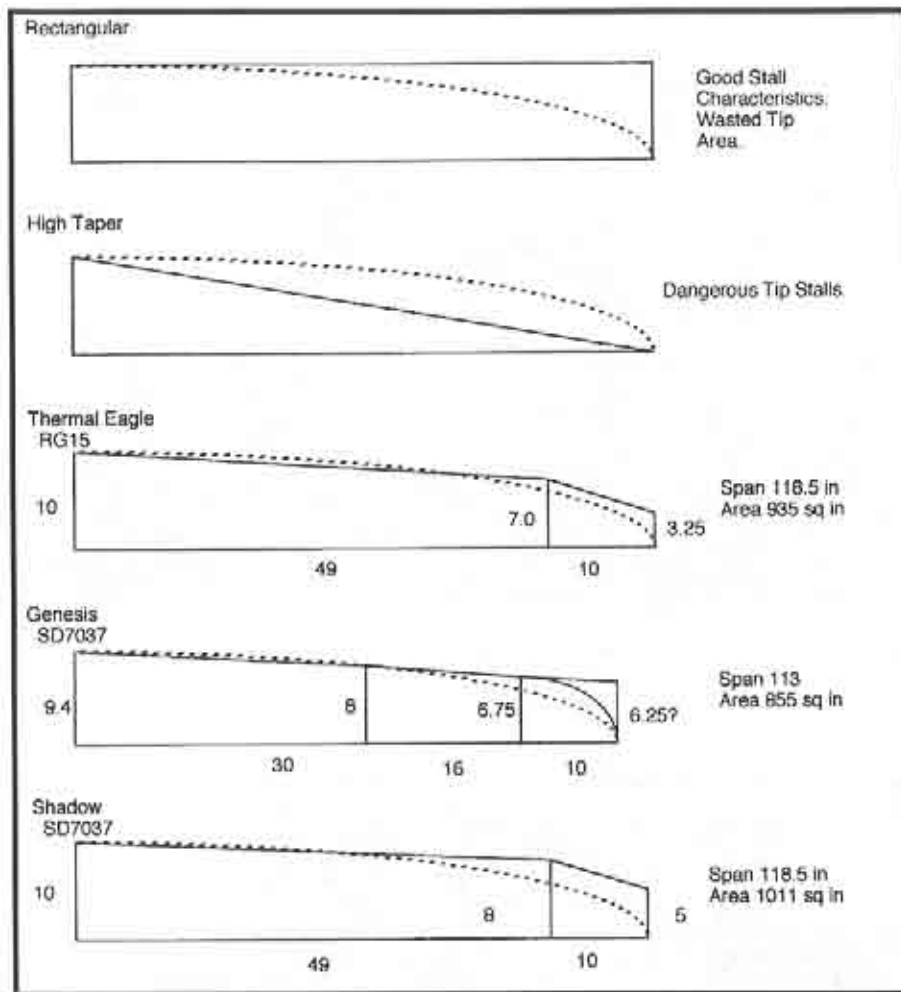 Rectangular
Good Stall
Characteristics.
Wasted Tip
Area.
High Taper
Dangerous Tip Stalls
Thermal Eagle
RG15
10
7.0
3.25
49
10
Span 118.5 in
Area 935 sq in
Genesis
SD7037
9.4
8
6.75
6.25?
30
16
10
Span 113
Area 855 sq in
Shadow
SD7037
10
8
5
49
10
Span 118.5 in
Area 1011 sq in